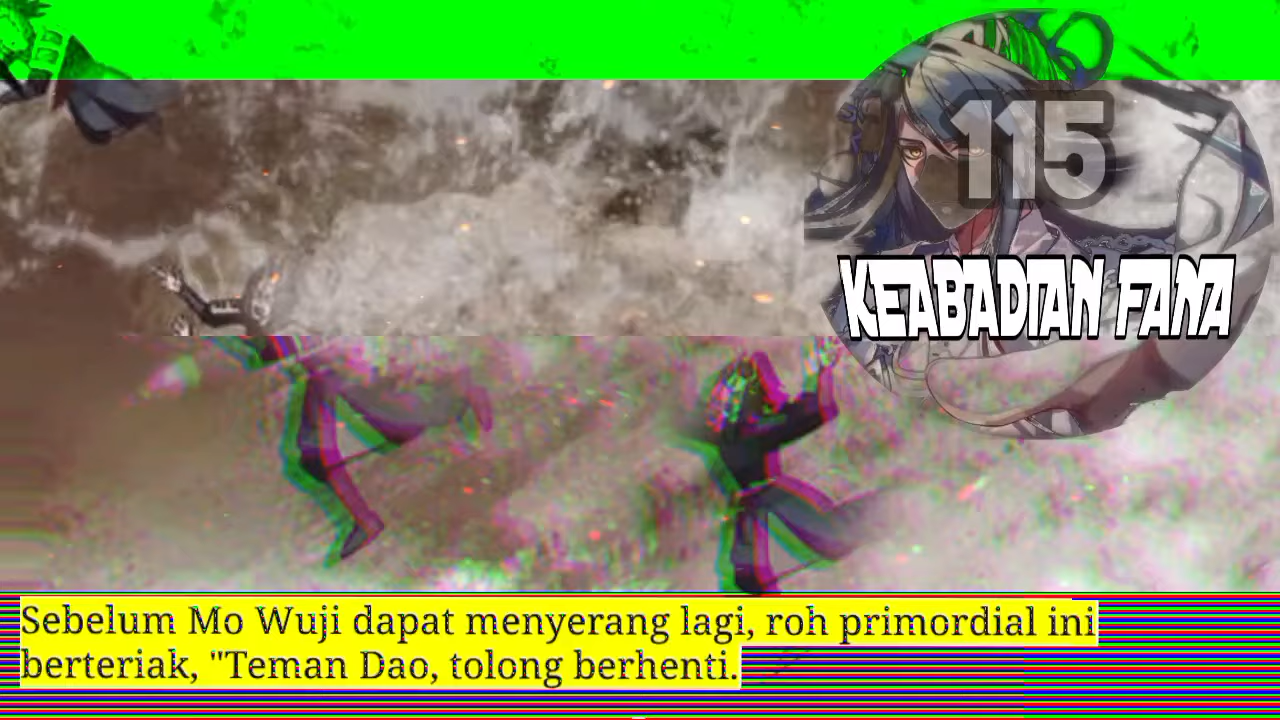 115
KEABADIAN FANA
Sebelum Mo Wuji dapat menyerang lagi, roh primordial ini
berteriak, "Teman Dao, tolong berhenti.